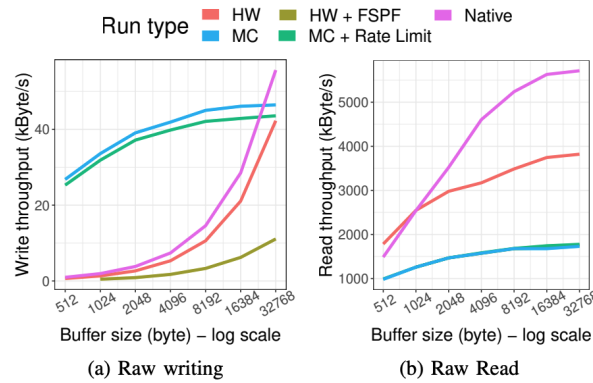 Run type
HW
HW + FSPF
Native
MC
MC + Rate Limit
Write throughput (kByte/s)
40
20
0
512
1024
2048
4096
8192
16384
32768
Buffer size (byte) − log scale
(a) Raw writing
Read throughput (kByte/s)
5000
4000
3000
2000
1000
512
1024
2048
4096
8192
16384
32768
Buffer size (byte) − log scale
(b) Raw Read